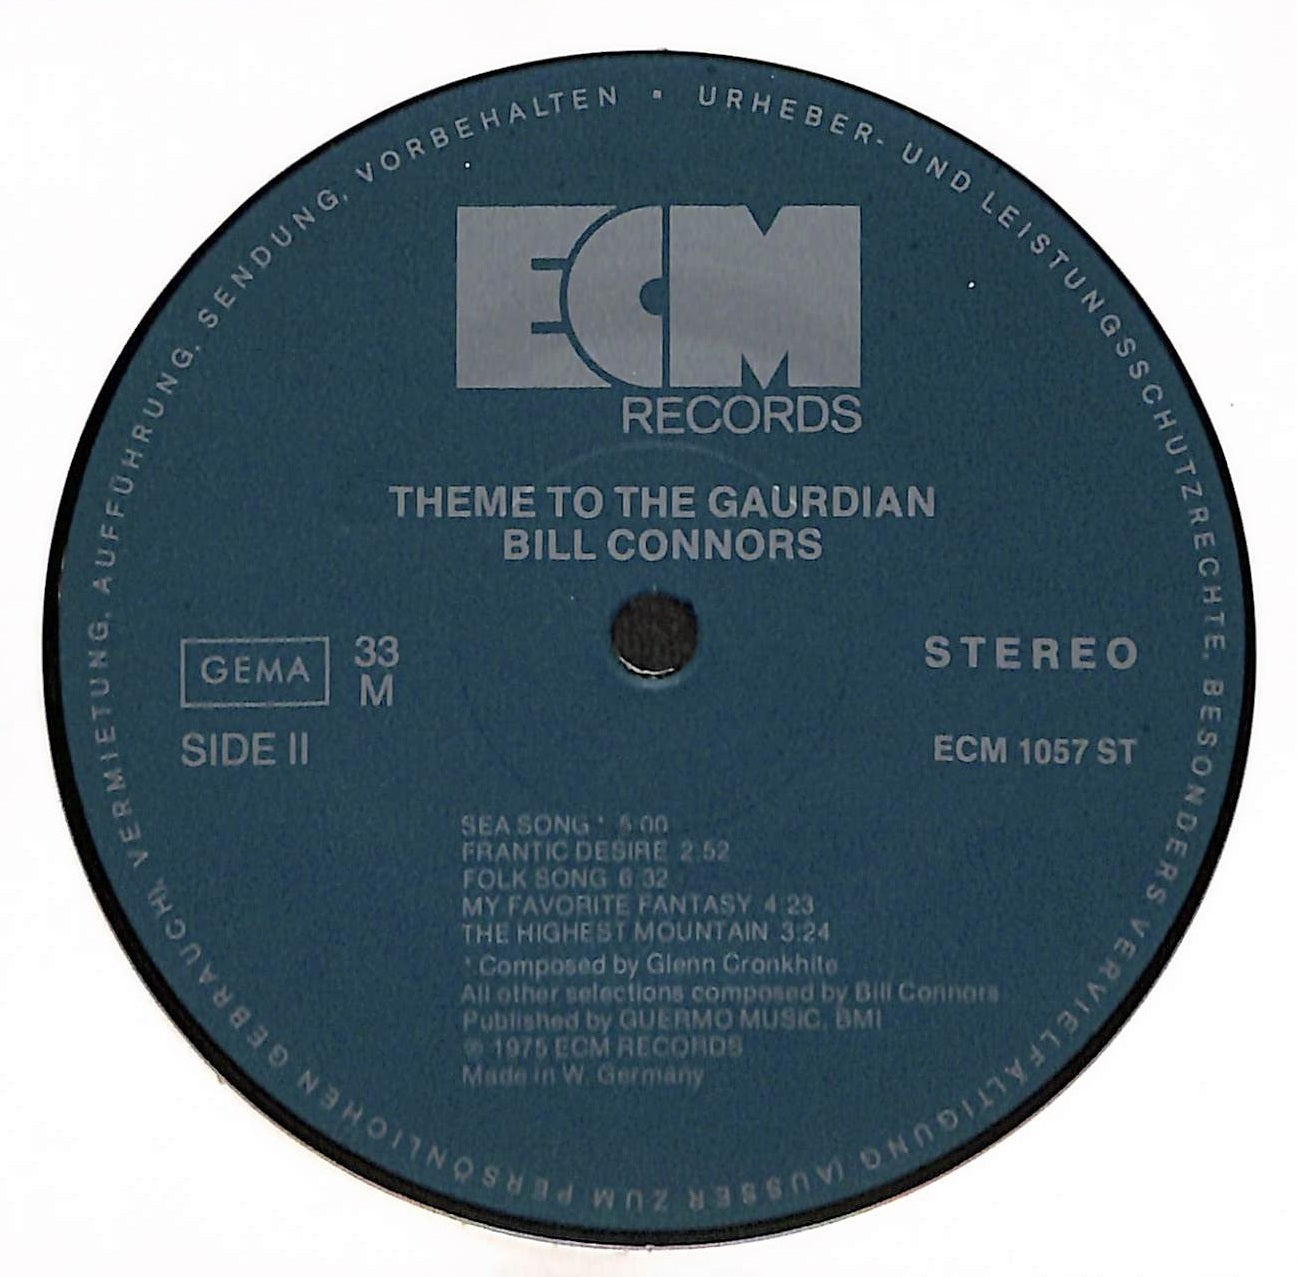 URHEBER- UND LEISTUNGSSCHUTZRECHTE, BESONDERS VERVIELFÄLTIGUNG (AUSSER ZUM PERSÖNLICHEN GEBRAUCH), VERMIETUNG, AUFFÜHRUNG, SENDUNG, VORBEHALTEN ▪
ECM
RECORDS
THEME TO THE GAURDIAN
BILL CONNORS
GEMA
33
M
STEREO
SIDE II
ECM 1057 ST
SEA SONG * 5:00
FRANTIC DESIRE 2:52
FOLK SONG 6:32
MY FAVORITE FANTASY 4:23
THE HIGHEST MOUNTAIN 3:24
* Composed by Glenn Cronkhite
All other selections composed by Bill Connors
Published by GUERMO MUSIC, BMI
℗ 1975 ECM RECORDS
Made in W. Germany